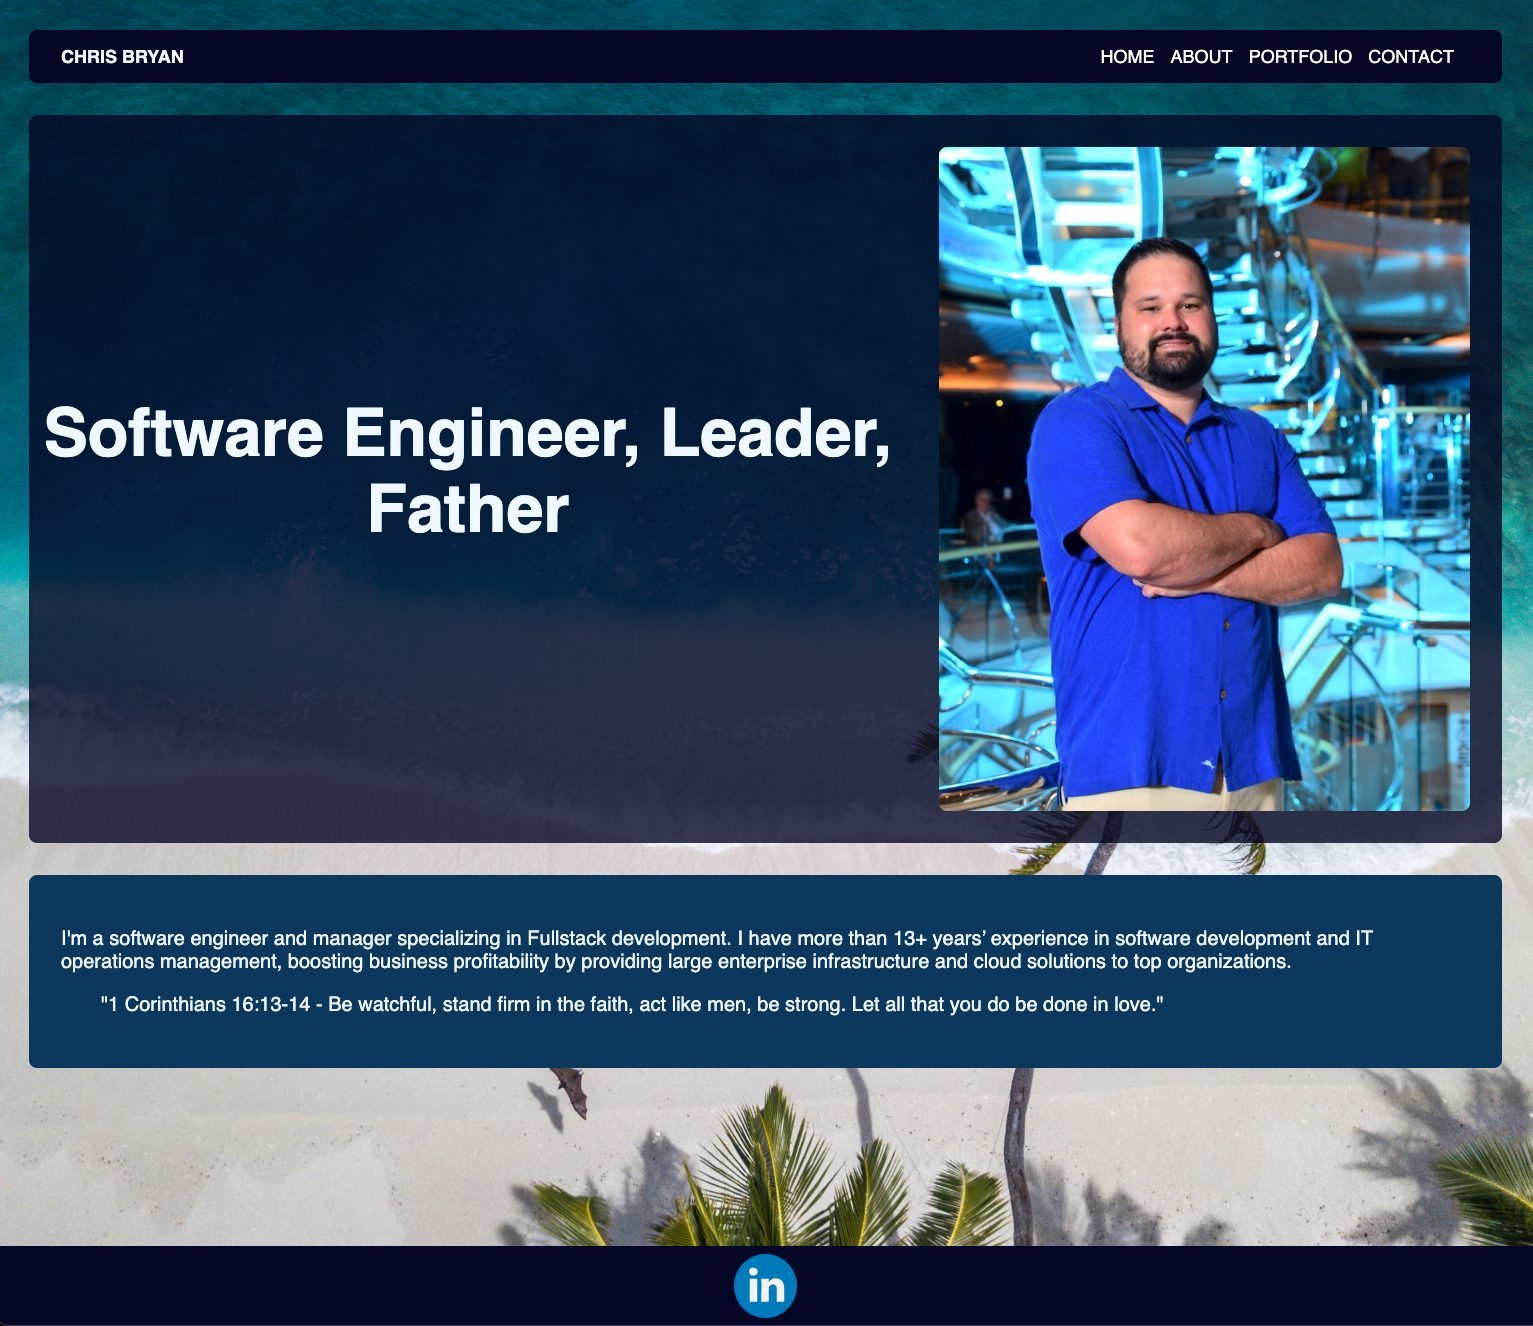 CHRIS BRYAN
HOME ABOUT PORTFOLIO CONTACT
Software Engineer, Leader,
Father
I'm a software engineer and manager specializing in Fullstack development. I have more than 13+ years’ experience in software development and IT
operations management, boosting business profitability by providing large enterprise infrastructure and cloud solutions to top organizations.
"1 Corinthians 16:13-14 - Be watchful, stand firm in the faith, act like men, be strong. Let all that you do be done in love."
in